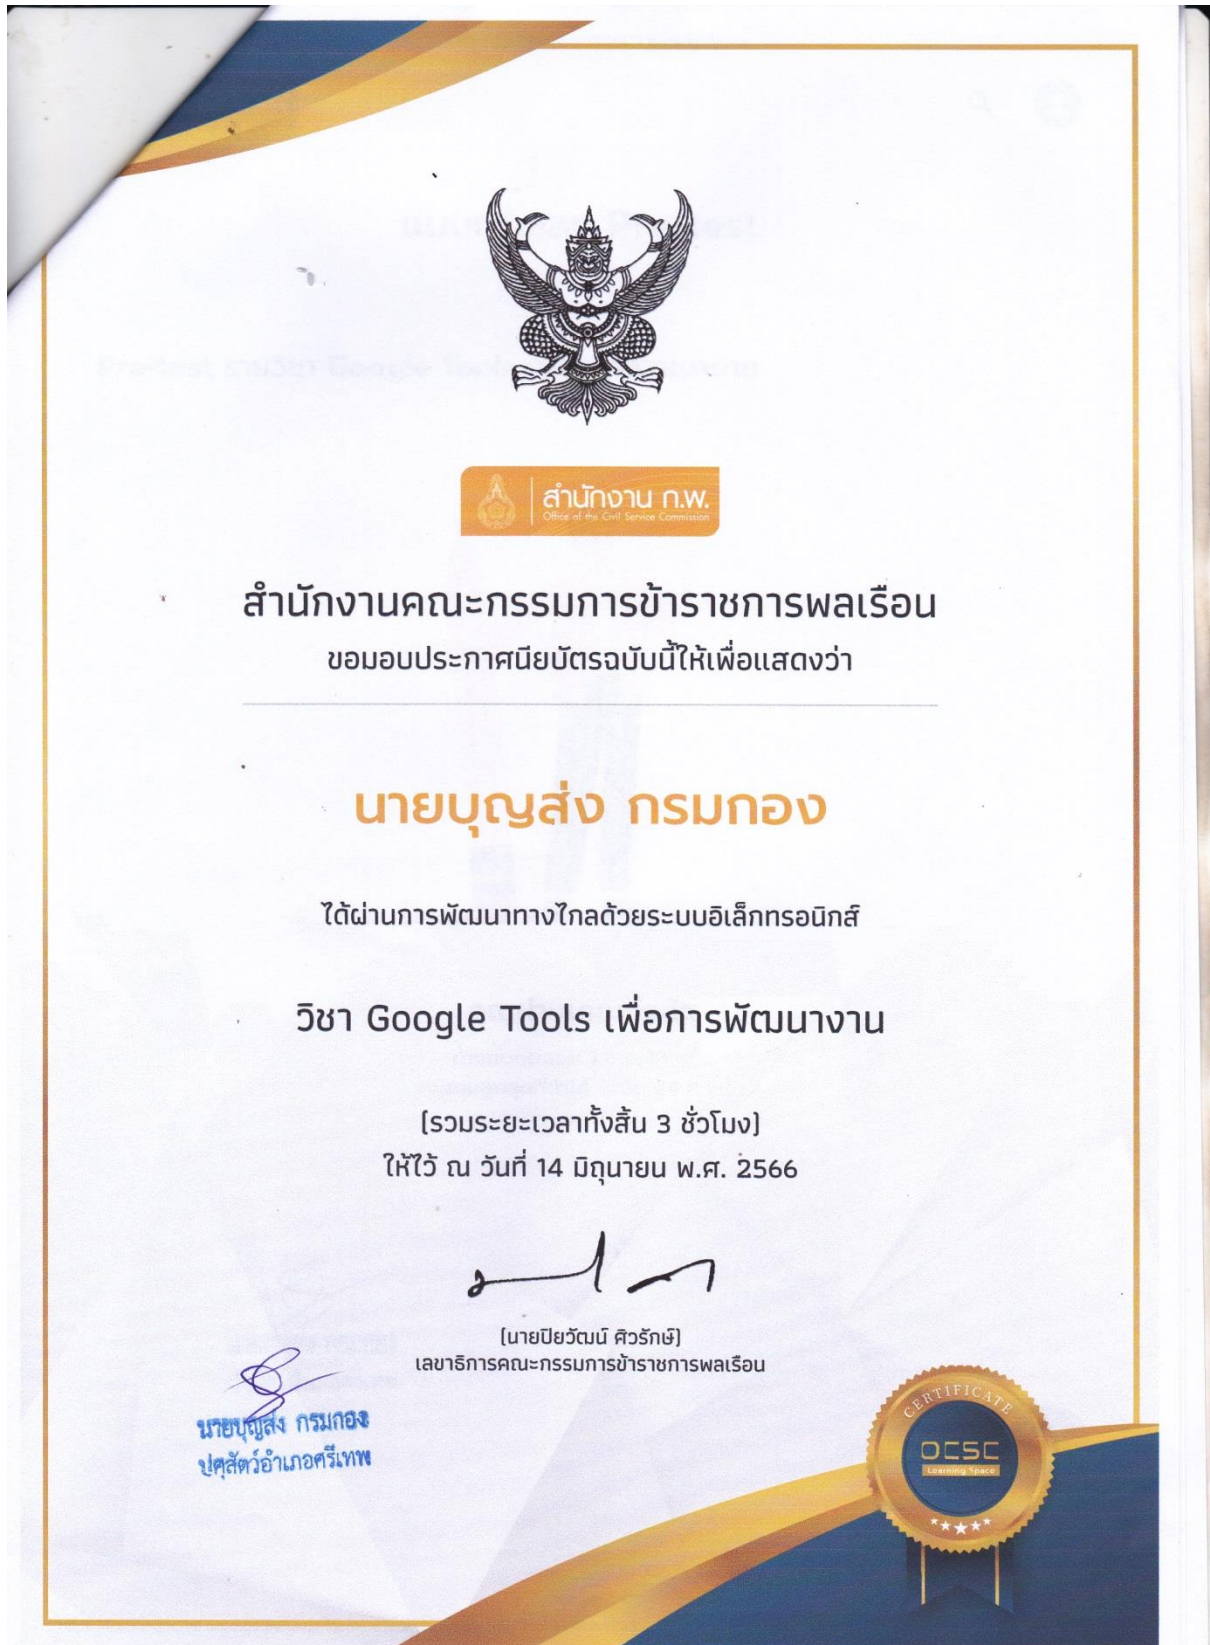 สำนักงาน ก.พ.
Office of the Civil Service Commission
สำนักงานคณะกรรมการข้าราชการพลเรือน
ขอมอบประกาศนียบัตรฉบับนี้ให้เพื่อแสดงว่า
นายบุญส่ง กรมกอง
ได้ผ่านการพัฒนาทางไกลด้วยระบบอิเล็กทรอนิกส์
วิชา Google Tools เพื่อการพัฒนางาน
(รวมระยะเวลาทั้งสิ้น 3 ชั่วโมง)
ให้ไว้ ณ วันที่ 14 มิถุนายน พ.ศ. 2566
(นายปิยวัฒน์ ศิวรักษ์)
เลขาธิการคณะกรรมการข้าราชการพลเรือน
นายบุญส่ง กรมกอง
ปศุสัตว์อำเภอศรีเทพ
CERTIFICATE
OCSC
Learning Space